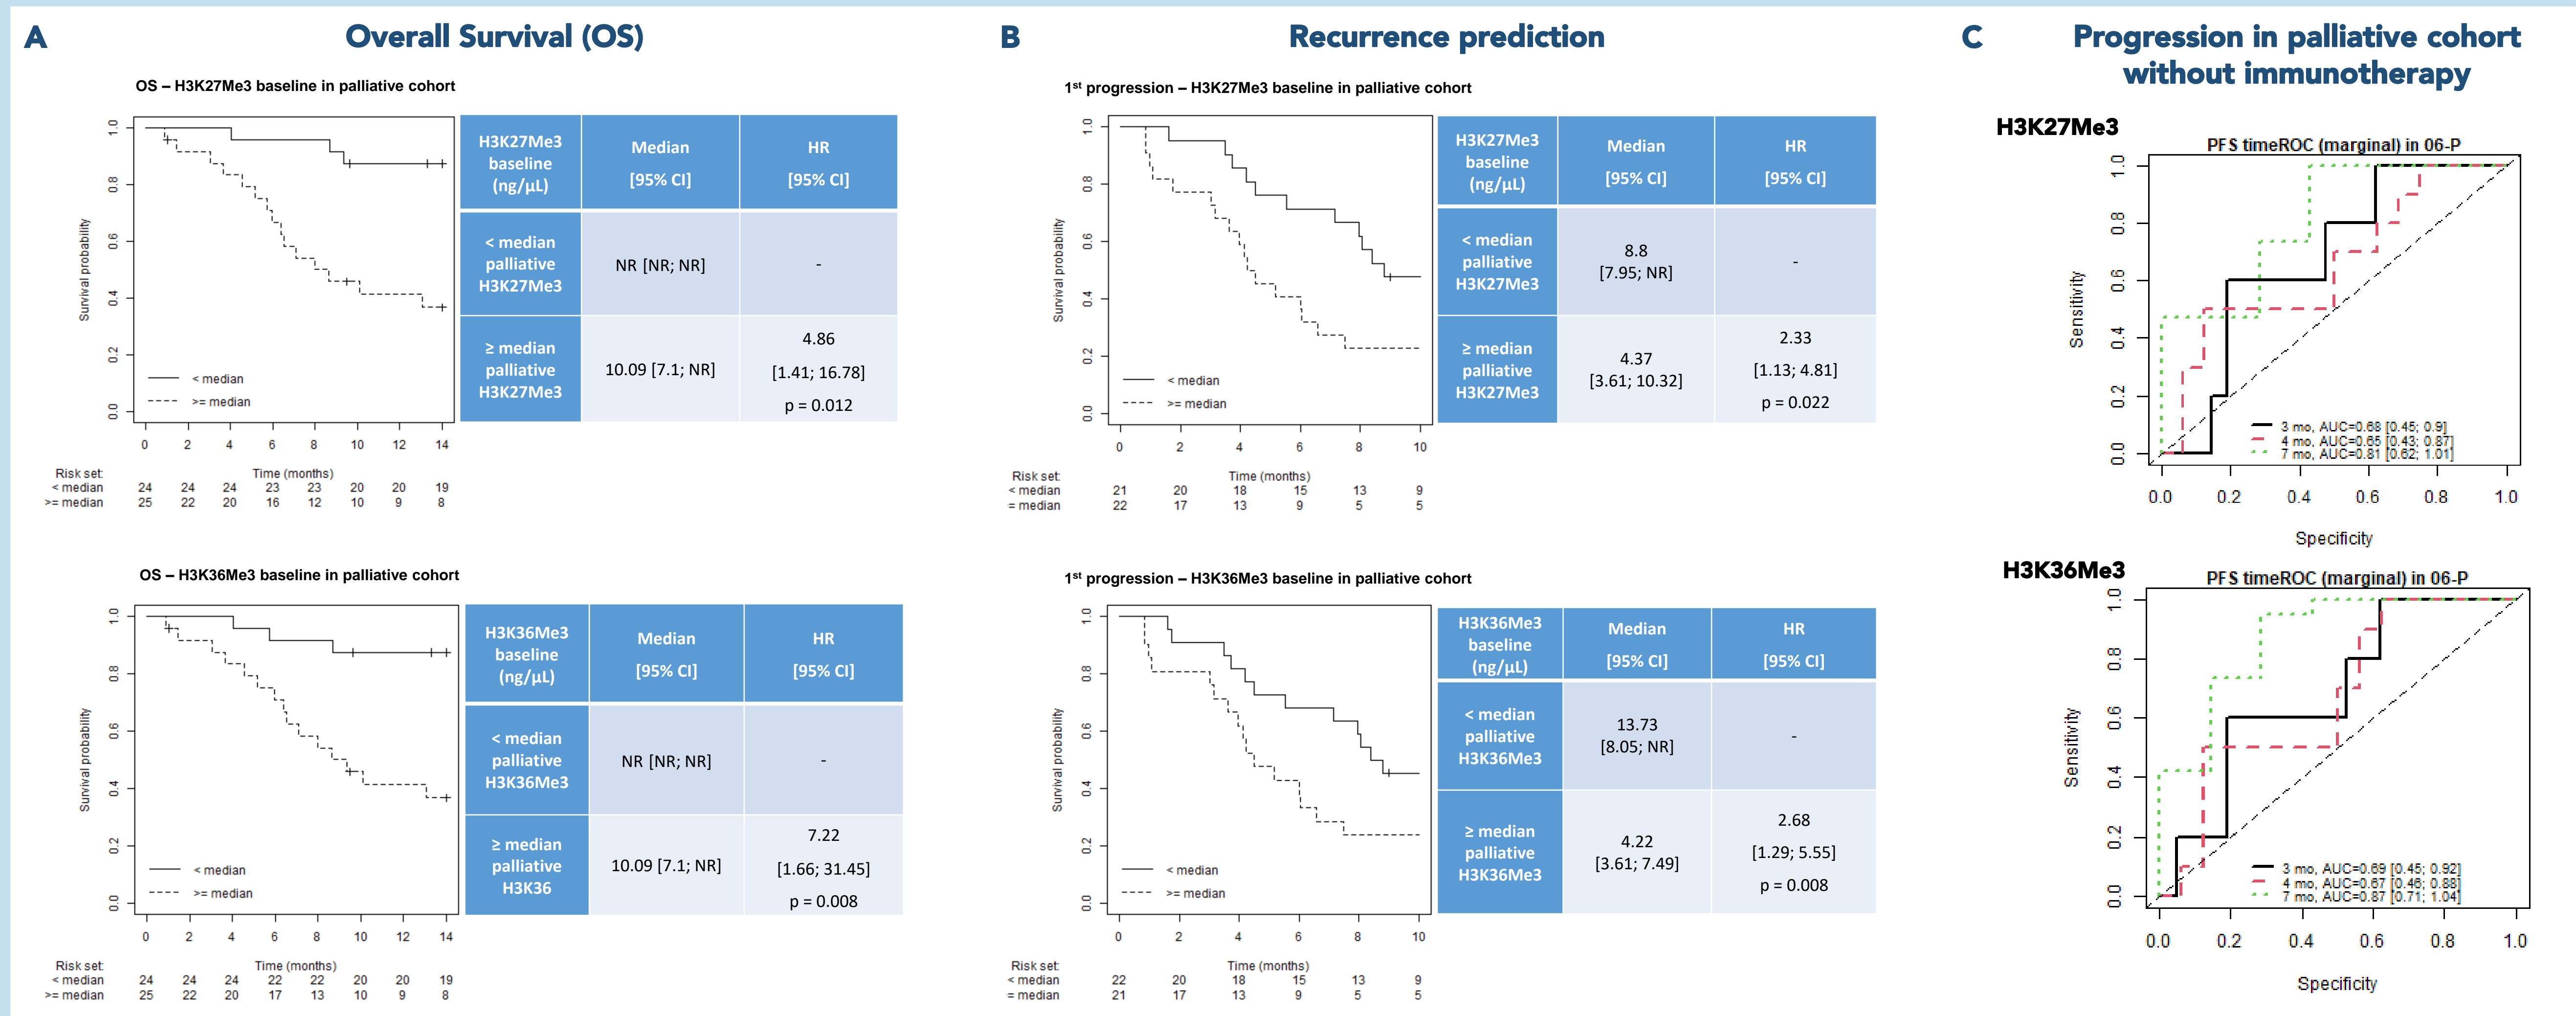 A
Overall Survival (OS)
OS – H3K27Me3 baseline in palliative cohort
Survival probability
1.0
0.8
0.6
0.4
0.2
0.0
< median
>= median
0 2 4 6 8 10 12 14
Time (months)
Risk set:
< median 24 24 24 23 23 20 20 19
>= median 25 22 20 16 12 10 9 8
H3K27Me3 baseline (ng/µL)
Median [95% CI]
HR [95% CI]
< median palliative H3K27Me3
NR [NR; NR]
-
≥ median palliative H3K27Me3
10.09 [7.1; NR]
4.86
[1.41; 16.78]
p = 0.012
OS – H3K36Me3 baseline in palliative cohort
Survival probability
1.0
0.8
0.6
0.4
0.2
0.0
< median
>= median
0 2 4 6 8 10 12 14
Time (months)
Risk set:
< median 24 24 24 22 22 20 20 19
>= median 25 22 20 17 13 10 9 8
H3K36Me3 baseline (ng/µL)
Median [95% CI]
HR [95% CI]
< median palliative H3K36Me3
NR [NR; NR]
-
≥ median palliative H3K36
10.09 [7.1; NR]
7.22
[1.66; 31.45]
p = 0.008
B
Recurrence prediction
1st progression – H3K27Me3 baseline in palliative cohort
Survival probability
1.0
0.8
0.6
0.4
0.2
0.0
< median
>= median
0 2 4 6 8 10
Time (months)
Risk set:
< median 21 20 18 15 13 9
= median 22 17 13 9 5 5
H3K27Me3 baseline (ng/µL)
Median [95% CI]
HR [95% CI]
< median palliative H3K27Me3
8.8
[7.95; NR]
-
≥ median palliative H3K27Me3
4.37
[3.61; 10.32]
2.33
[1.13; 4.81]
p = 0.022
1st progression – H3K36Me3 baseline in palliative cohort
Survival probability
1.0
0.8
0.6
0.4
0.2
0.0
< median
>= median
0 2 4 6 8 10
Time (months)
Risk set:
< median 22 20 18 15 13 9
= median 21 17 13 9 5 5
H3K36Me3 baseline (ng/µL)
Median [95% CI]
HR [95% CI]
< median palliative H3K36Me3
13.73
[8.05; NR]
-
≥ median palliative H3K36Me3
4.22
[3.61; 7.49]
2.68
[1.29; 5.55]
p = 0.008
C
Progression in palliative cohort
without immunotherapy
H3K27Me3
PFS timeROC (marginal) in 06-P
Sensitivity
1.0
0.8
0.6
0.4
0.2
0.0
3 mo, AUC=0.68 [0.45; 0.9]
4 mo, AUC=0.65 [0.43; 0.87]
7 mo, AUC=0.81 [0.62; 1.01]
0.0 0.2 0.4 0.6 0.8 1.0
Specificity
H3K36Me3
PFS timeROC (marginal) in 06-P
Sensitivity
1.0
0.8
0.6
0.4
0.2
0.0
3 mo, AUC=0.69 [0.45; 0.92]
4 mo, AUC=0.67 [0.46; 0.88]
7 mo, AUC=0.87 [0.71; 1.04]
0.0 0.2 0.4 0.6 0.8 1.0
Specificity